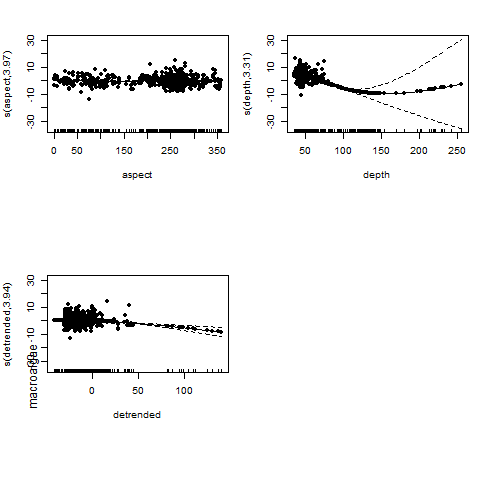 s(aspect,3.97)
30
10
-10
-30
0 50 150 250 350
aspect
s(depth,3.31)
30
10
-10
-30
50 100 150 200 250
depth
s(detrended,3.94)
macroalgae
30
10
-10
-30
0 50 100
detrended